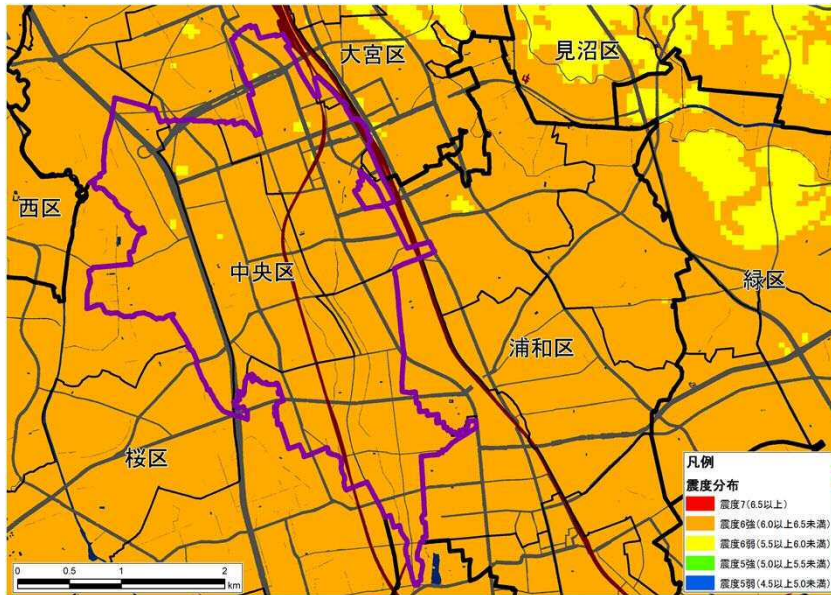 大宮区
見沼区
西区
中央区
緑区
浦和区
桜区
凡例
震度分布
震度7(6.5以上)
震度6強(6.0以上6.5未満)
震度6弱(5.5以上6.0未満)
震度5強(5.0以上5.5未満)
震度5弱(4.5以上5.0未満)
0 0.5 1 2
km